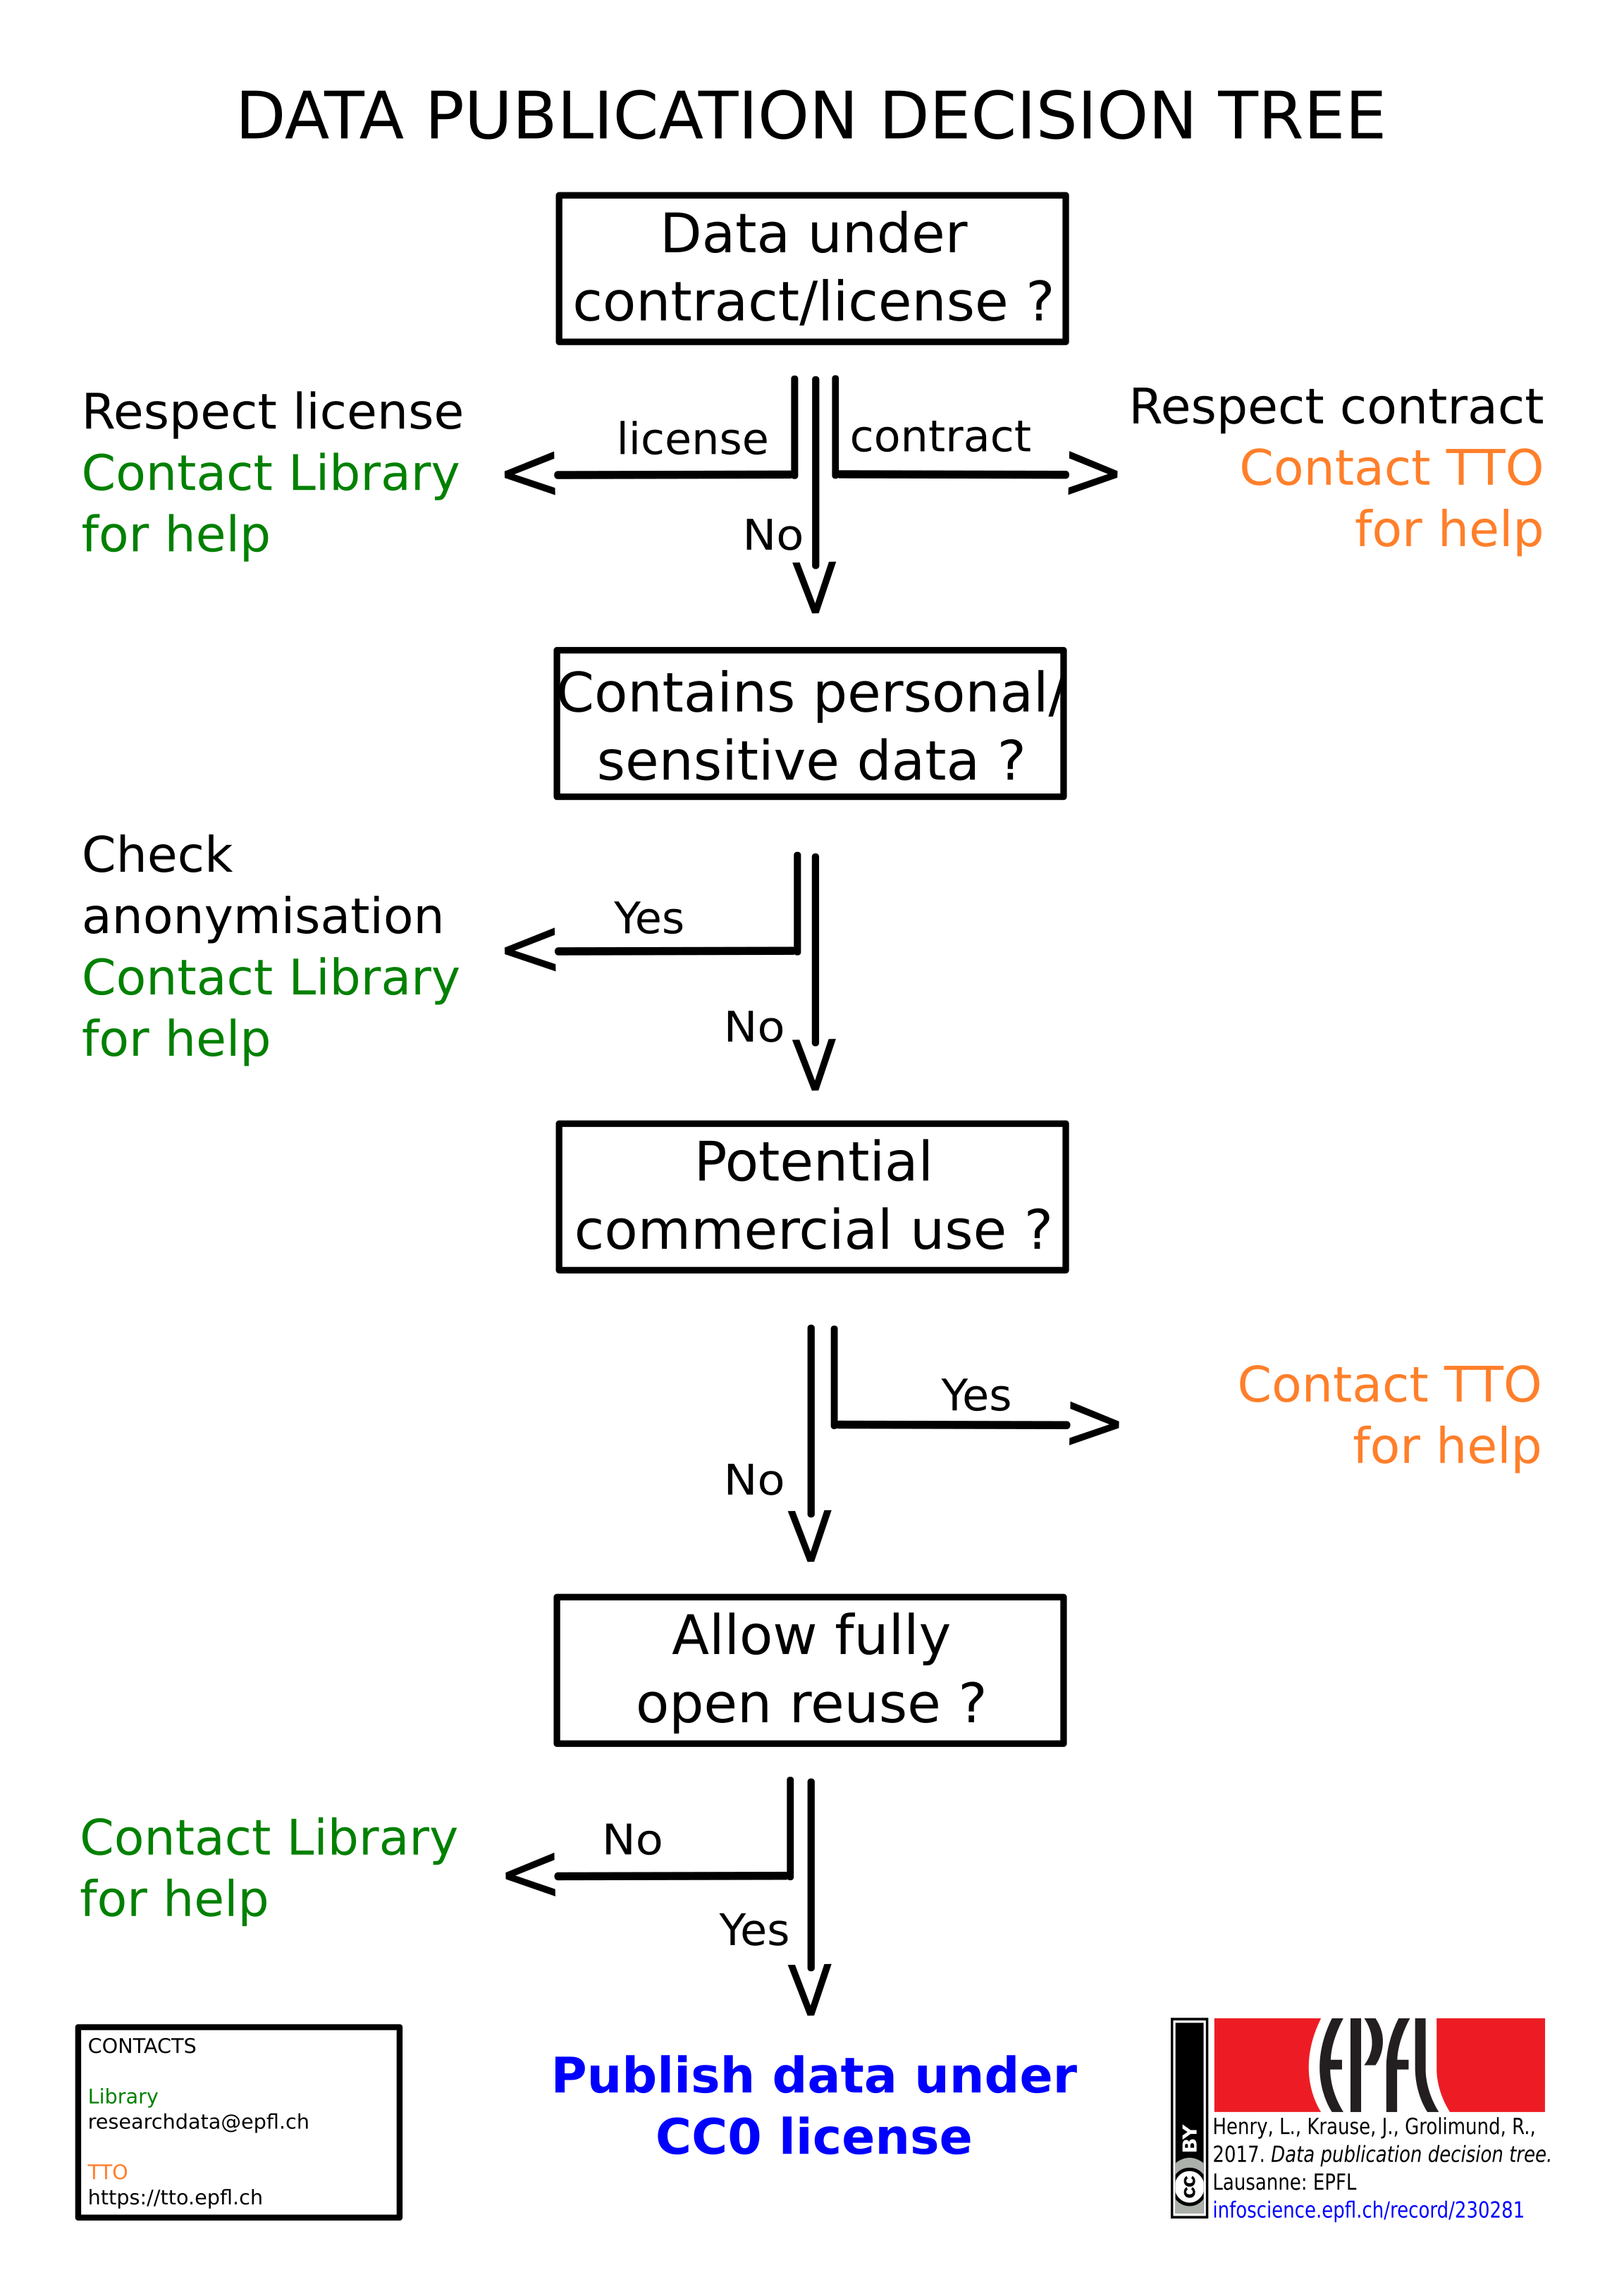 DATA PUBLICATION DECISION TREE
Data under
contract/license ?
Respect license
Contact Library
for help
license
contract
Respect contract
Contact TTO
for help
No
Contains personal/
sensitive data ?
Check
anonymisation
Contact Library
for help
Yes
No
Potential
commercial use ?
Yes
Contact TTO
for help
No
Allow fully
open reuse ?
Contact Library
for help
No
Yes
Publish data under
CC0 license
CONTACTS
Library
researchdata@epfl.ch
TTO
https://tto.epfl.ch
cc BY
EPFL
Henry, L., Krause, J., Grolimund, R.,
2017. Data publication decision tree.
Lausanne: EPFL
infoscience.epfl.ch/record/230281